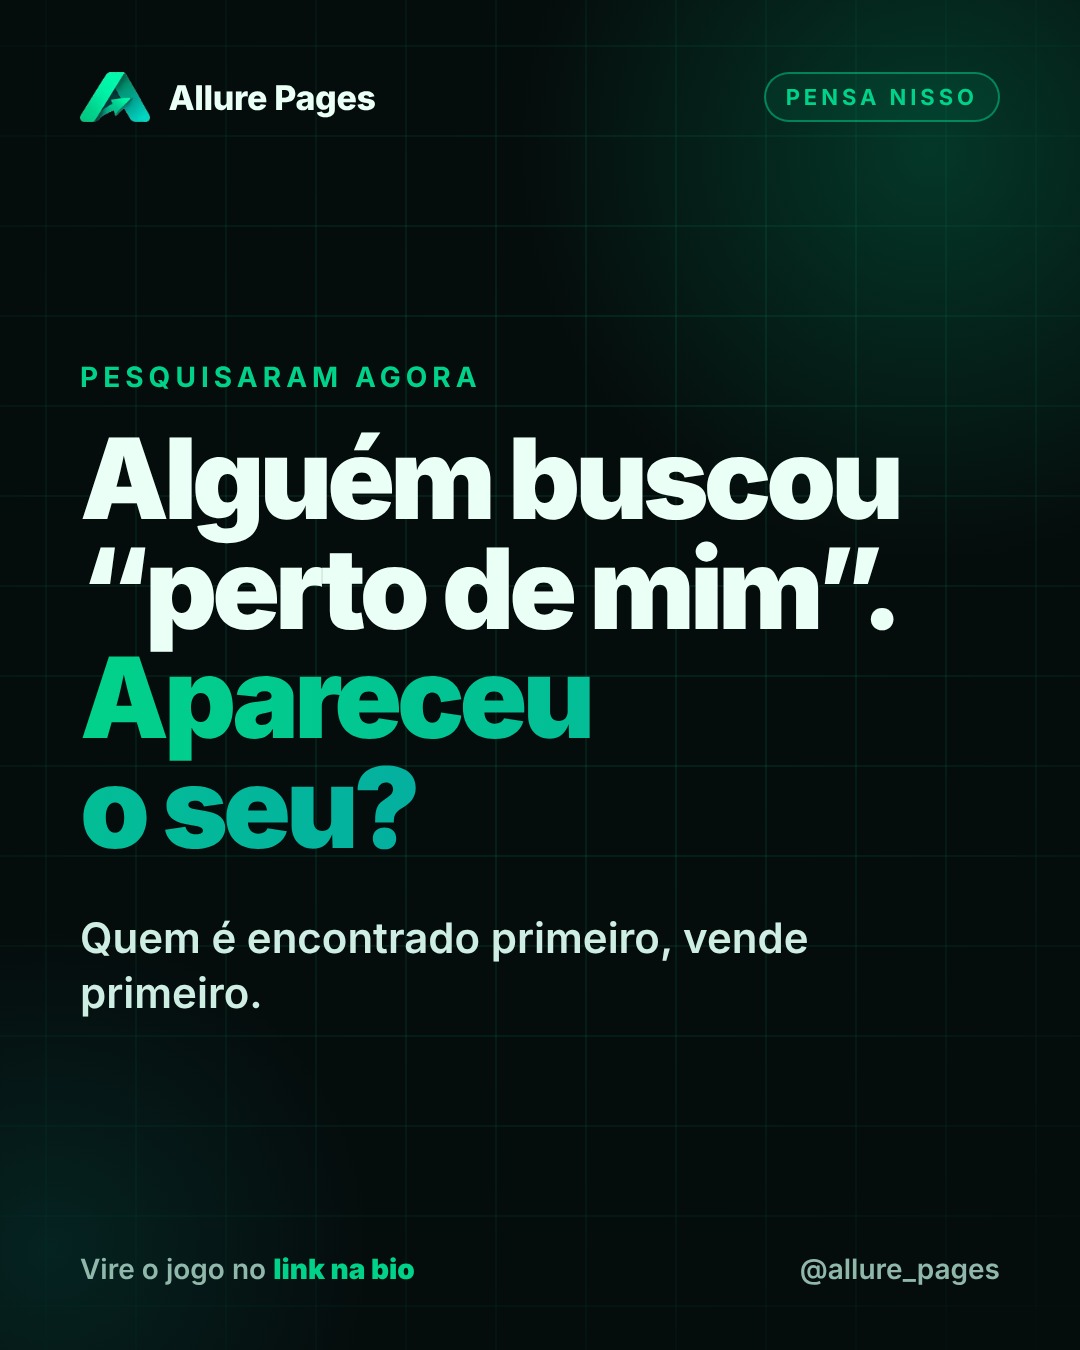 Allure Pages
PENSA NISSO
PESQUISARAM AGORA
Alguém buscou
“perto de mim”.
Apareceu
o seu?
Quem é encontrado primeiro, vende
primeiro.
Vire o jogo no link na bio
@allure_pages